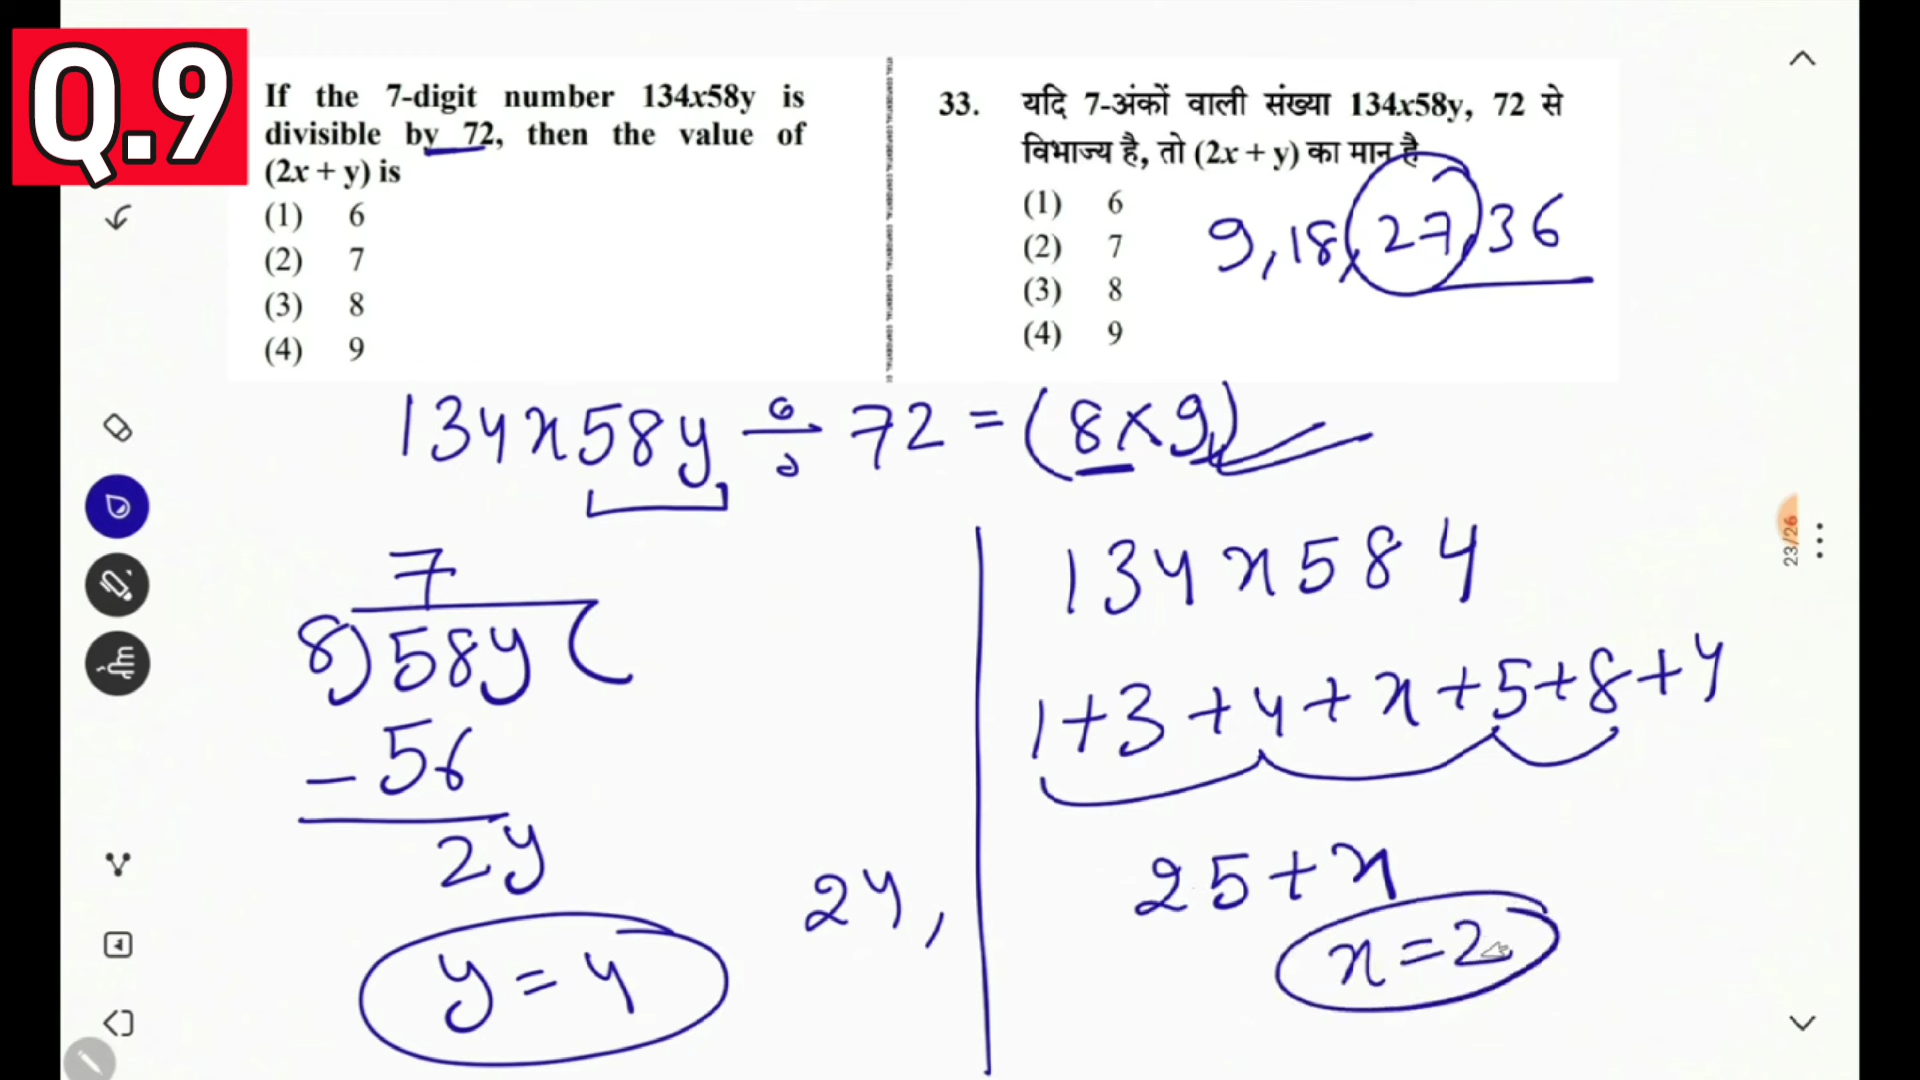 Q.9
If the 7-digit number 134x58y is
divisible by 72, then the value of
(2x + y) is
(1) 6
(2) 7
(3) 8
(4) 9
33. यदि 7-अंकों वाली संख्या 134x58y, 72 से
विभाज्य है, तो (2x + y) का मान है
(1) 6
(2) 7
(3) 8
(4) 9
9, 18, 27, 36
134x58y ÷ 72 = (8×9)
7
8)58y(
-56
2y
y = 4
24,
134x584
1+3+4+x+5+8+4
25+x
x=2
23/26